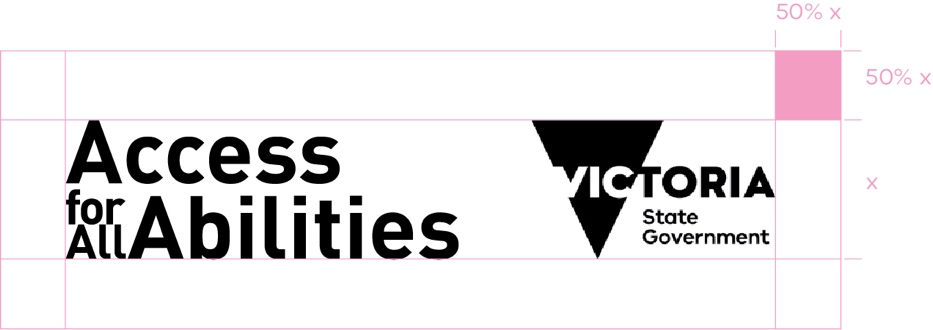 50% x
50% x
Access
for All Abilities
VICTORIA
State
Government
x